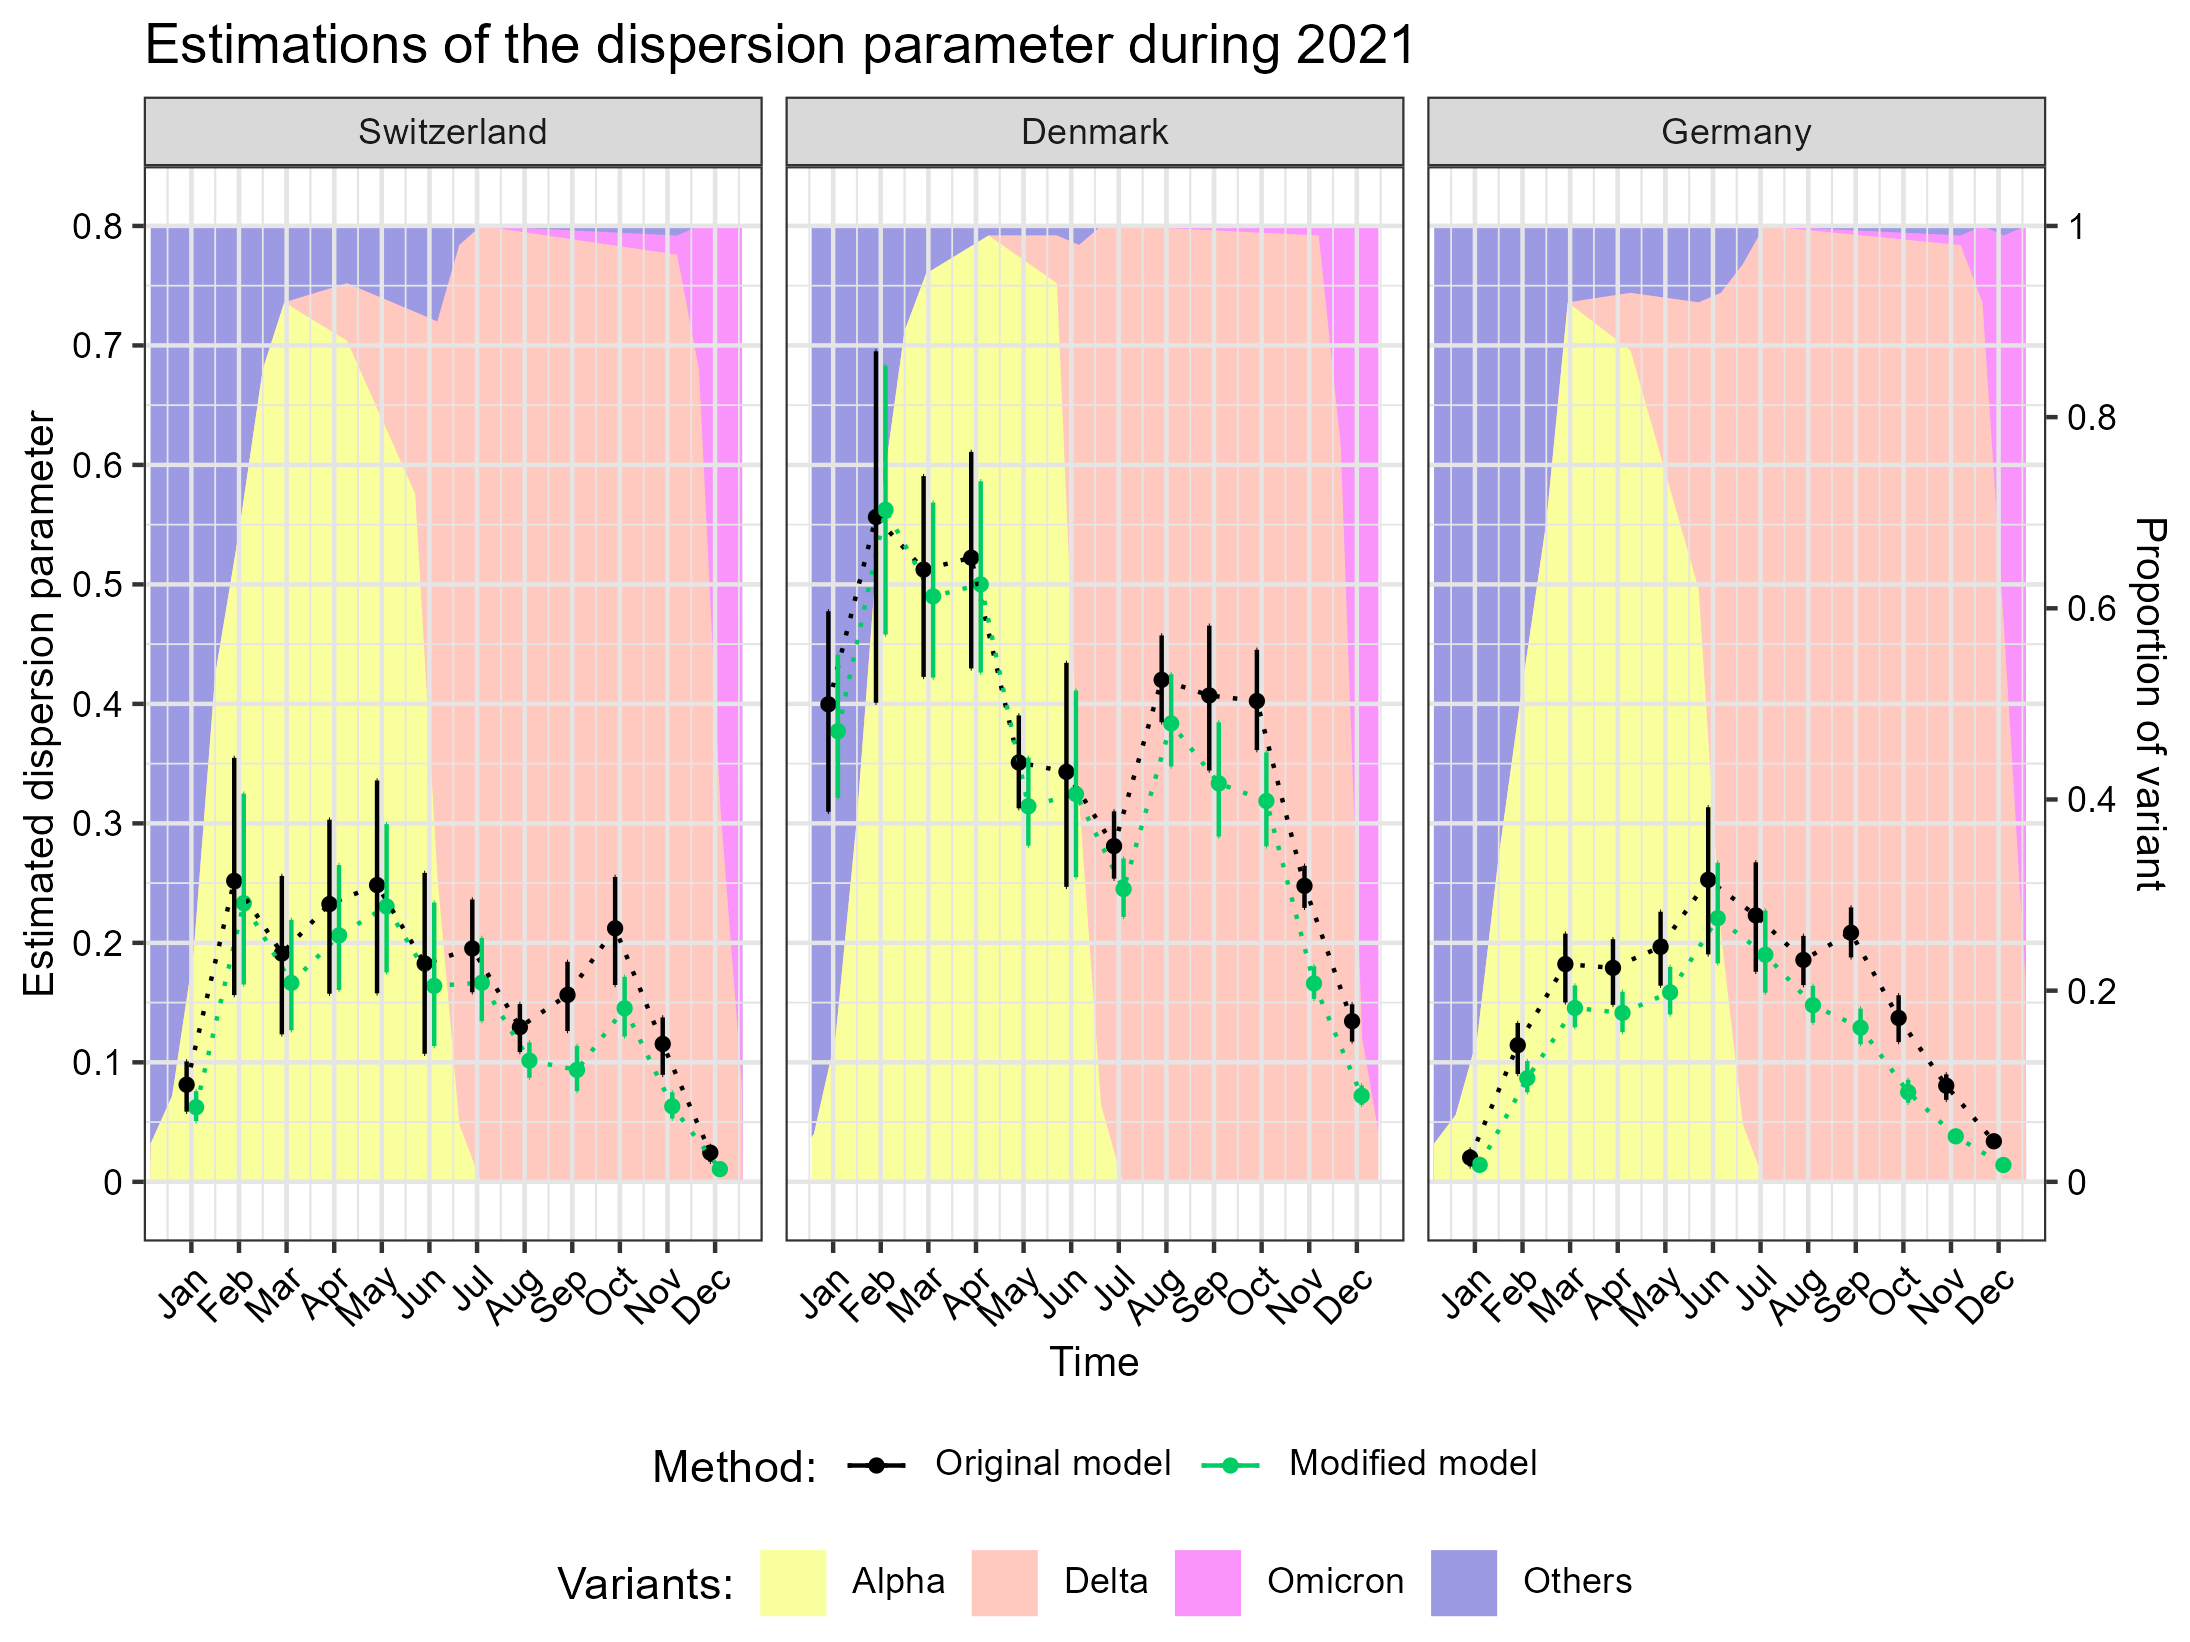 Estimations of the dispersion parameter during 2021
Switzerland
Denmark
Germany
Estimated dispersion parameter
0.8
0.7
0.6
0.5
0.4
0.3
0.2
0.1
0
1
0.8
0.6
0.4
0.2
0
Proportion of variant
Jan Feb Mar Apr May Jun Jul Aug Sep Oct Nov Dec
Jan Feb Mar Apr May Jun Jul Aug Sep Oct Nov Dec
Jan Feb Mar Apr May Jun Jul Aug Sep Oct Nov Dec
Time
Method: Original model Modified model
Variants: Alpha Delta Omicron Others